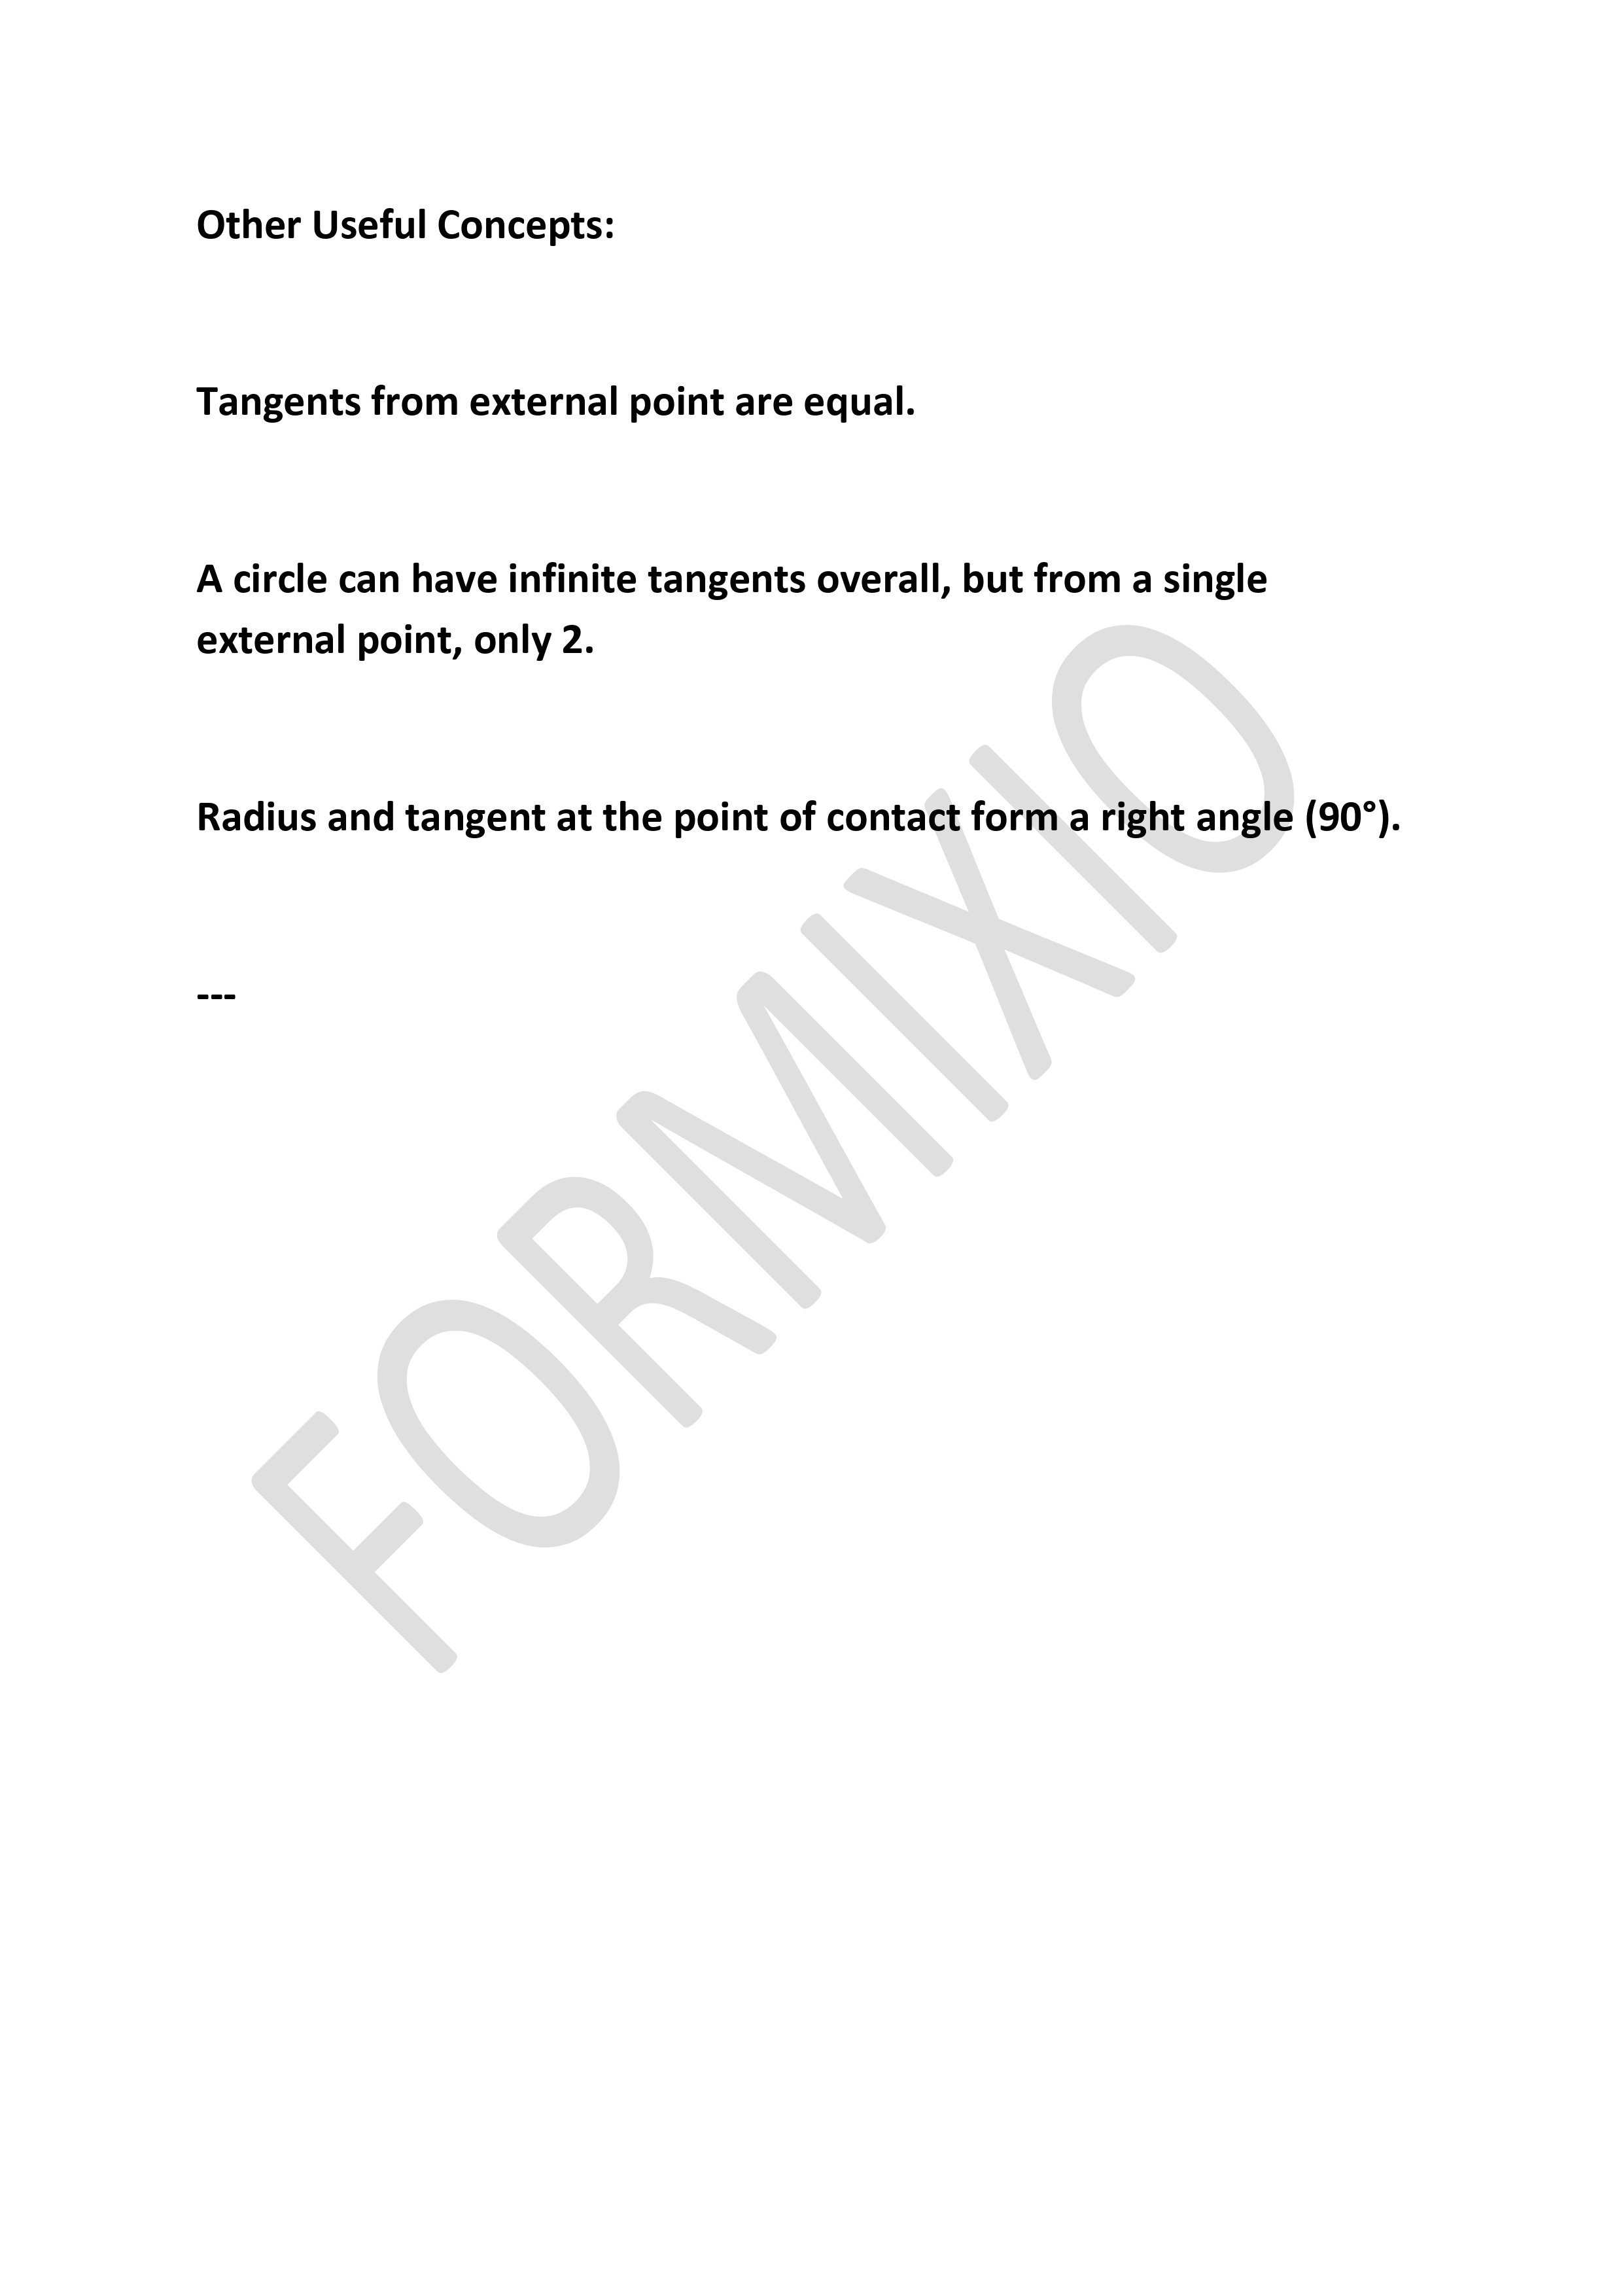 Other Useful Concepts:
Tangents from external point are equal.
A circle can have infinite tangents overall, but from a single
external point, only 2.
Radius and tangent at the point of contact form a right angle (90°).
---
FORMIXIO